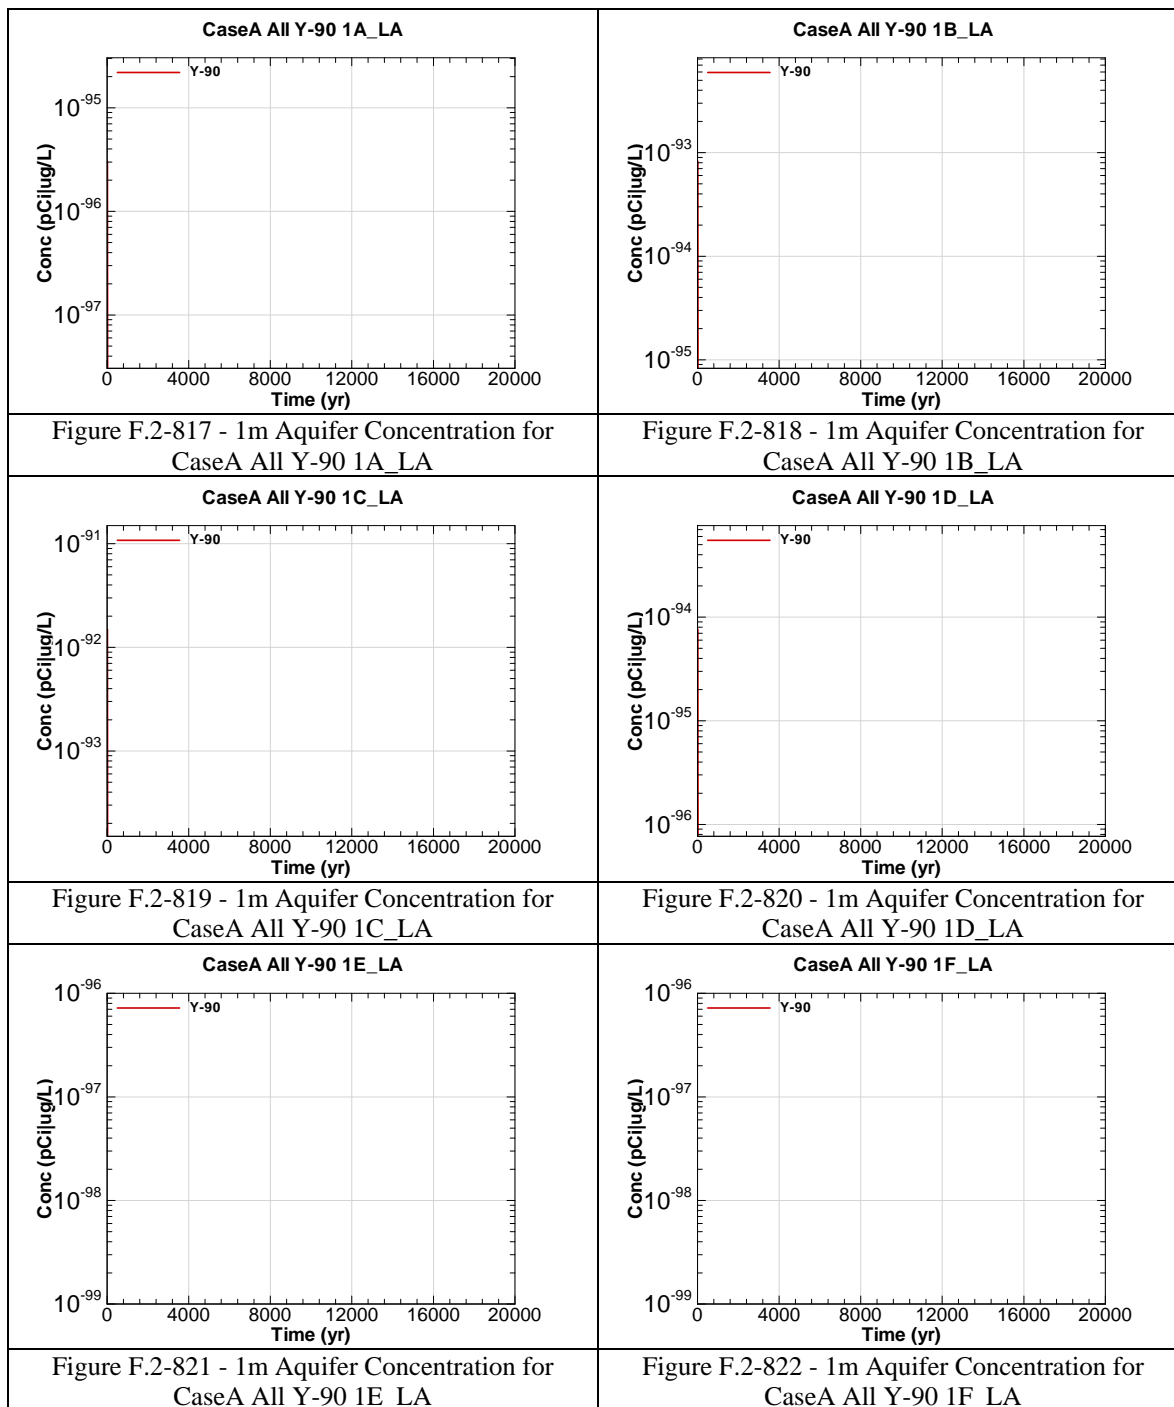 CaseA All Y-90 1A_LA
Y-90
10-95
10-96
10-97
Conc (pCi|ug/L)
0 4000 8000 12000 16000 20000
Time (yr)
Figure F.2-817 - 1m Aquifer Concentration for
CaseA All Y-90 1A_LA
CaseA All Y-90 1B_LA
Y-90
10-93
10-94
10-95
Conc (pCi|ug/L)
0 4000 8000 12000 16000 20000
Time (yr)
Figure F.2-818 - 1m Aquifer Concentration for
CaseA All Y-90 1B_LA
CaseA All Y-90 1C_LA
Y-90
10-91
10-92
10-93
Conc (pCi|ug/L)
0 4000 8000 12000 16000 20000
Time (yr)
Figure F.2-819 - 1m Aquifer Concentration for
CaseA All Y-90 1C_LA
CaseA All Y-90 1D_LA
Y-90
10-94
10-95
10-96
Conc (pCi|ug/L)
0 4000 8000 12000 16000 20000
Time (yr)
Figure F.2-820 - 1m Aquifer Concentration for
CaseA All Y-90 1D_LA
CaseA All Y-90 1E_LA
Y-90
10-96
10-97
10-98
10-99
Conc (pCi|ug/L)
0 4000 8000 12000 16000 20000
Time (yr)
Figure F.2-821 - 1m Aquifer Concentration for
CaseA All Y-90 1E_LA
CaseA All Y-90 1F_LA
Y-90
10-96
10-97
10-98
10-99
Conc (pCi|ug/L)
0 4000 8000 12000 16000 20000
Time (yr)
Figure F.2-822 - 1m Aquifer Concentration for
CaseA All Y-90 1F_LA